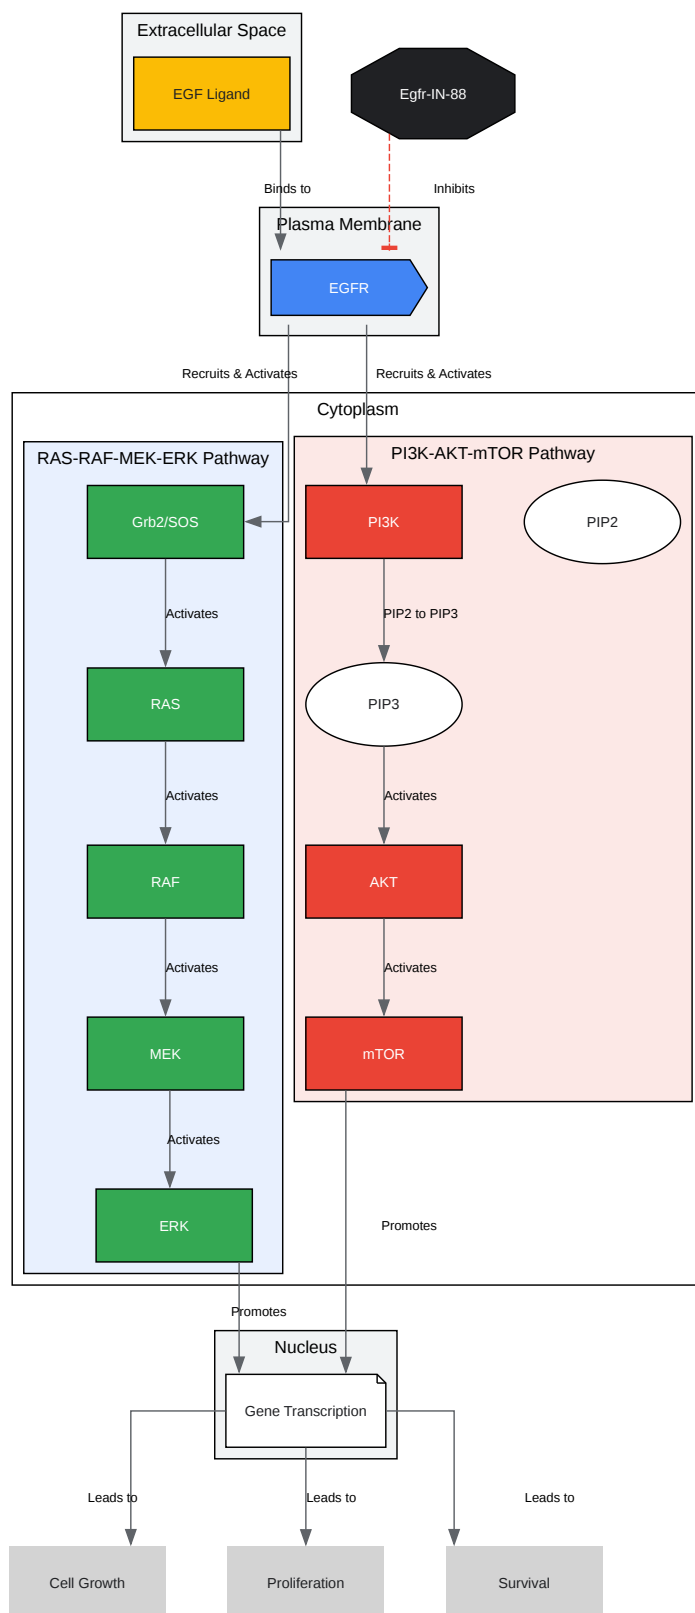 Extracellular Space
EGF Ligand
Egfr-IN-88
Binds to
Inhibits
Plasma Membrane
EGFR
Recruits & Activates
Recruits & Activates
Cytoplasm
RAS-RAF-MEK-ERK Pathway
PI3K-AKT-mTOR Pathway
Grb2/SOS
PI3K
PIP2
Activates
PIP2 to PIP3
RAS
PIP3
Activates
Activates
RAF
AKT
Activates
Activates
MEK
mTOR
Activates
ERK
Promotes
Promotes
Nucleus
Gene Transcription
Leads to
Leads to
Leads to
Cell Growth
Proliferation
Survival